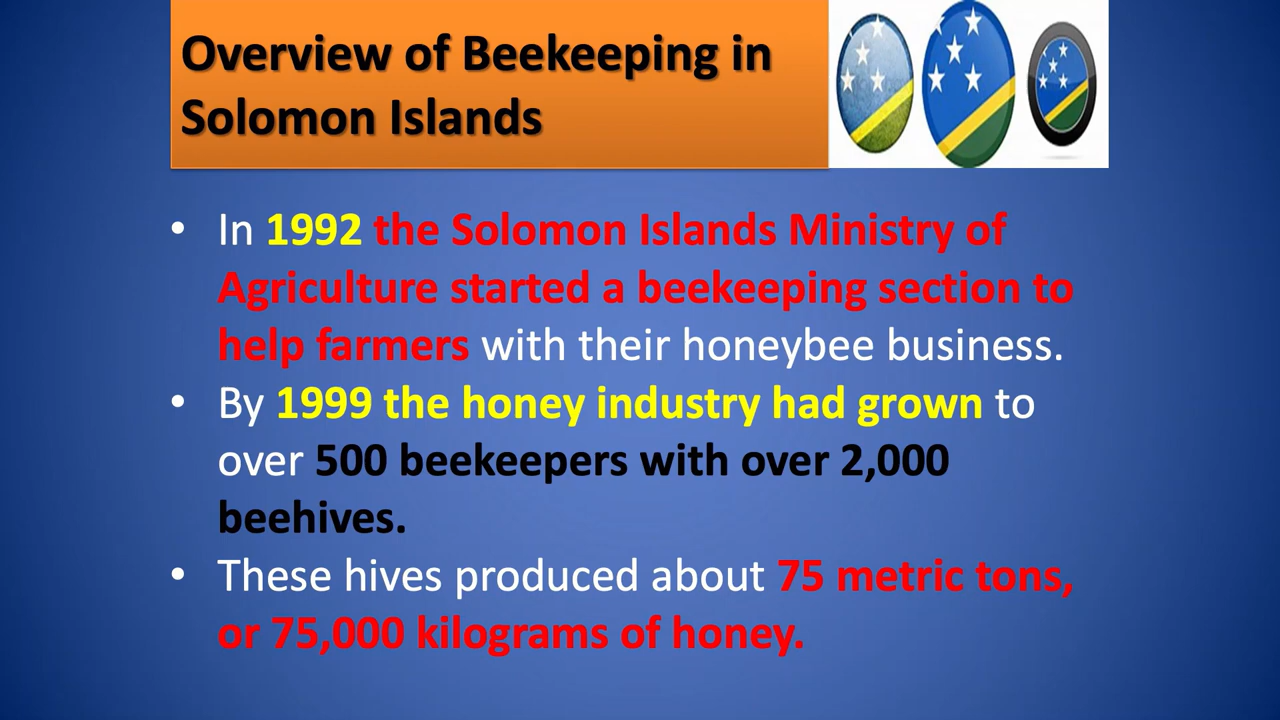 Overview of Beekeeping in
Solomon Islands
• In 1992 the Solomon Islands Ministry of
Agriculture started a beekeeping section to
help farmers with their honeybee business.
• By 1999 the honey industry had grown to
over 500 beekeepers with over 2,000
beehives.
• These hives produced about 75 metric tons,
or 75,000 kilograms of honey.